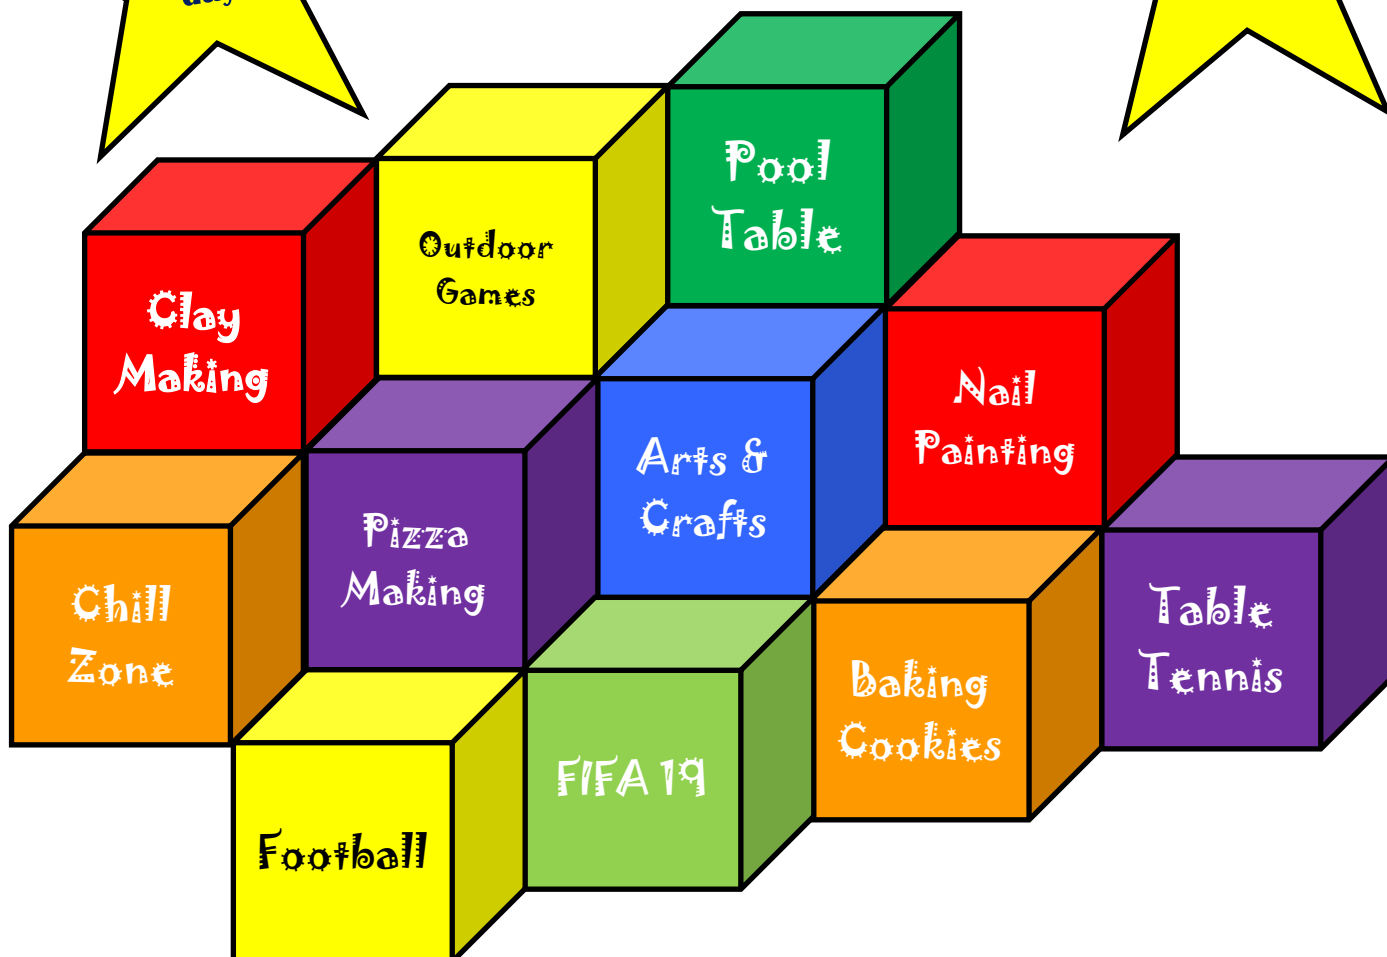 Pool
Table
Outdoor
Games
Clay
Making
Nail
Painting
Arts &
Crafts
Pizza
Making
Chill
Zone
Table
Tennis
Baking
Cookies
FIFA 19
Football